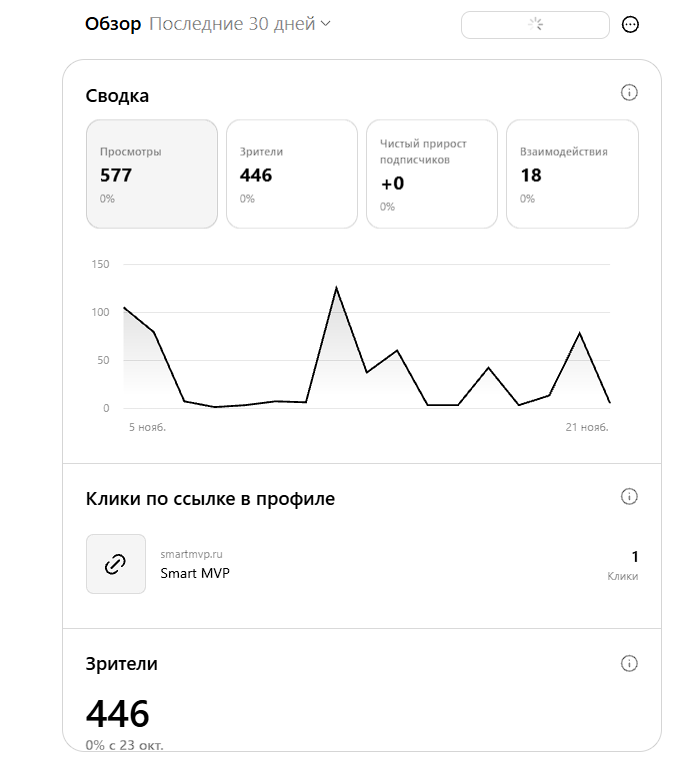 Обзор Последние 30 дней
Сводка
Просмотры
577
0%
Зрители
446
0%
Чистый прирост
подписчиков
+0
0%
Взаимодействия
18
0%
150
100
50
0
5 нояб.
21 нояб.
Клики по ссылке в профиле
smartmvp.ru
Smart MVP
1
Клики
Зрители
446
0% с 23 окт.